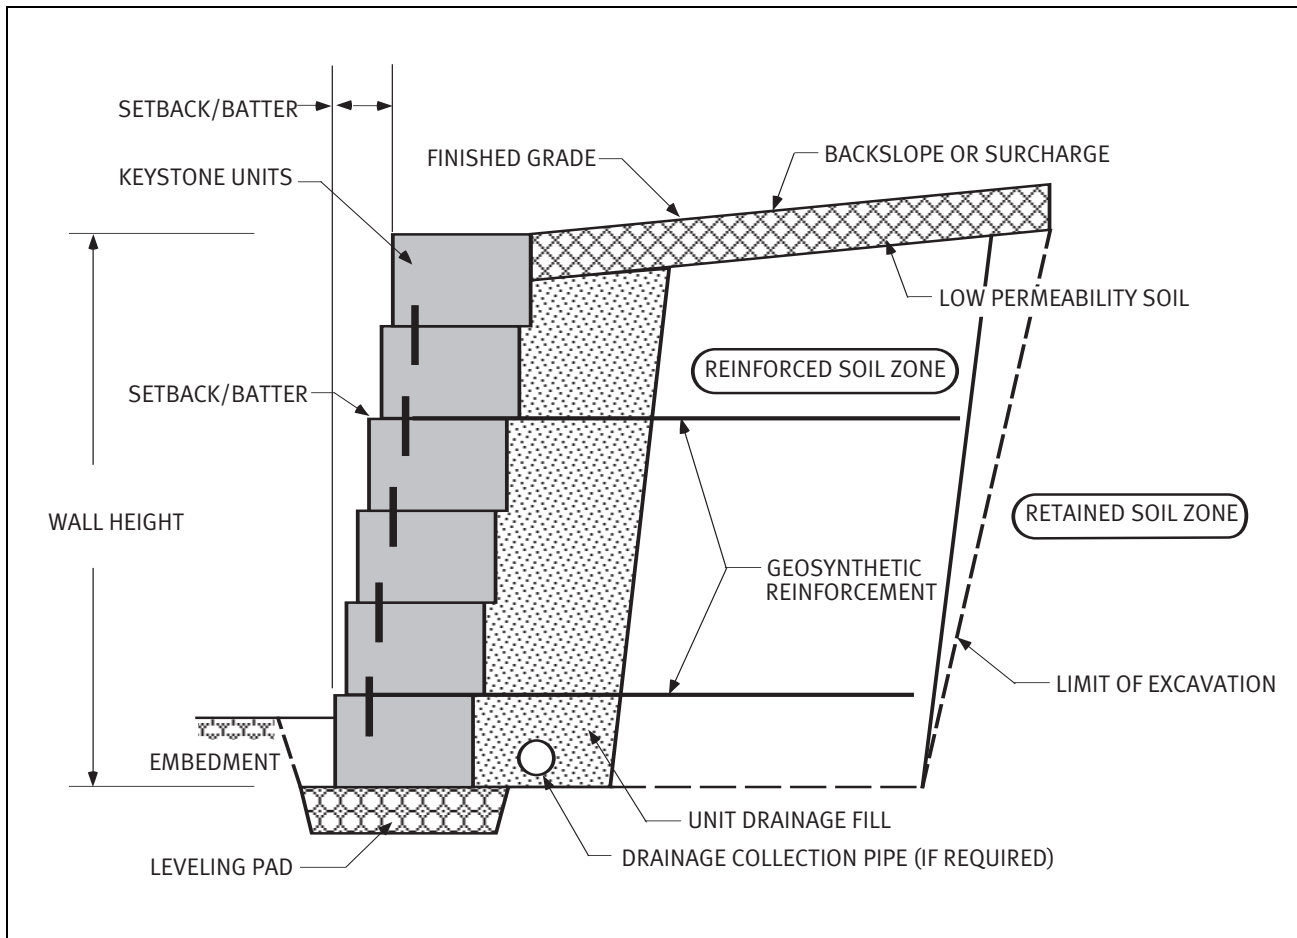 SETBACK/BATTER
FINISHED GRADE
BACKSLOPE OR SURCHARGE
KEYSTONE UNITS
LOW PERMEABILITY SOIL
REINFORCED SOIL ZONE
SETBACK/BATTER
RETAINED SOIL ZONE
WALL HEIGHT
GEOSYNTHETIC
REINFORCEMENT
LIMIT OF EXCAVATION
EMBEDMENT
UNIT DRAINAGE FILL
DRAINAGE COLLECTION PIPE (IF REQUIRED)
LEVELING PAD